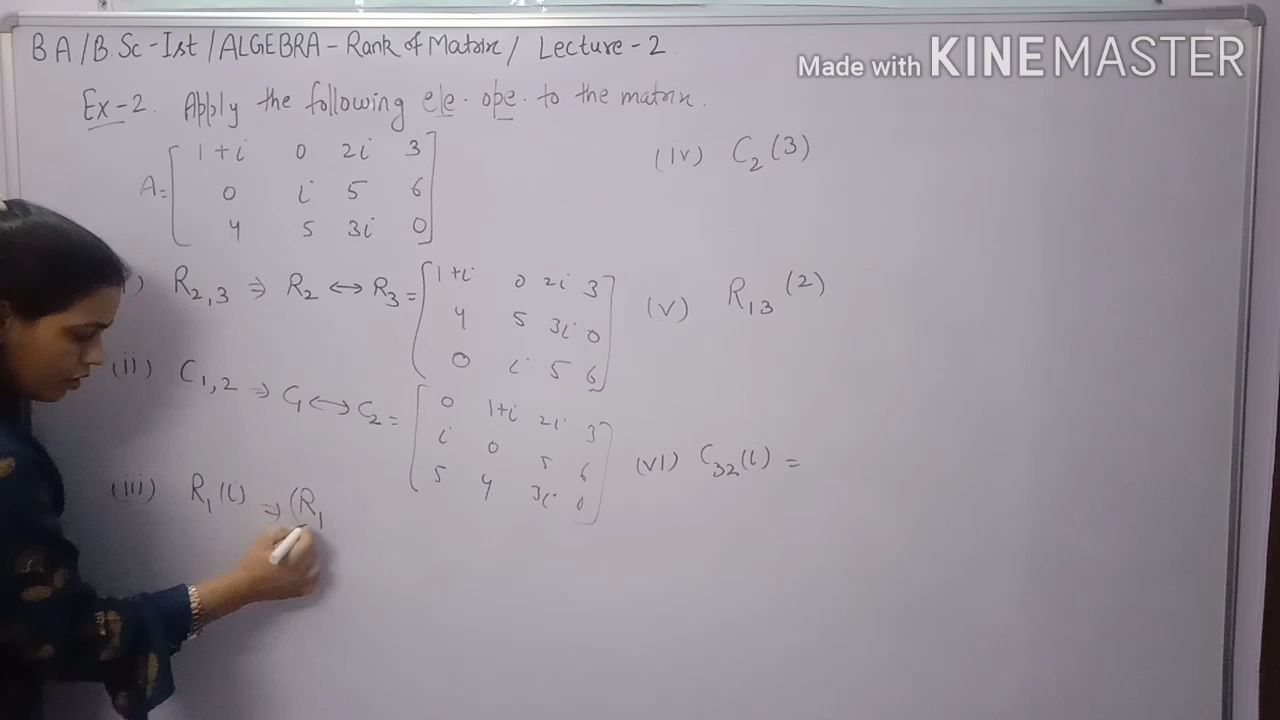 BA/BSc-Ist/ALGEBRA-Rank of Matrix/Lecture-2
Made with KINEMASTER
Ex-2. Apply the following ele. ope. to the matrix.
A= [ 1+i 0 2i 3
0 i 5 6
4 5 3i 0 ]
) R2,3 ⇒ R2 ↔ R3 = [ 1+i 0 2i 3
4 5 3i 0
0 i 5 6 ]
(ii) C1,2 ⇒ C1 ↔ C2 = [ 0 1+i 2i 3
i 0 5 6
5 4 3i 0 ]
(iii) R1(i) ⇒ (R1
(iv) C2(3)
(v) R13(2)
(vi) C32(i) =